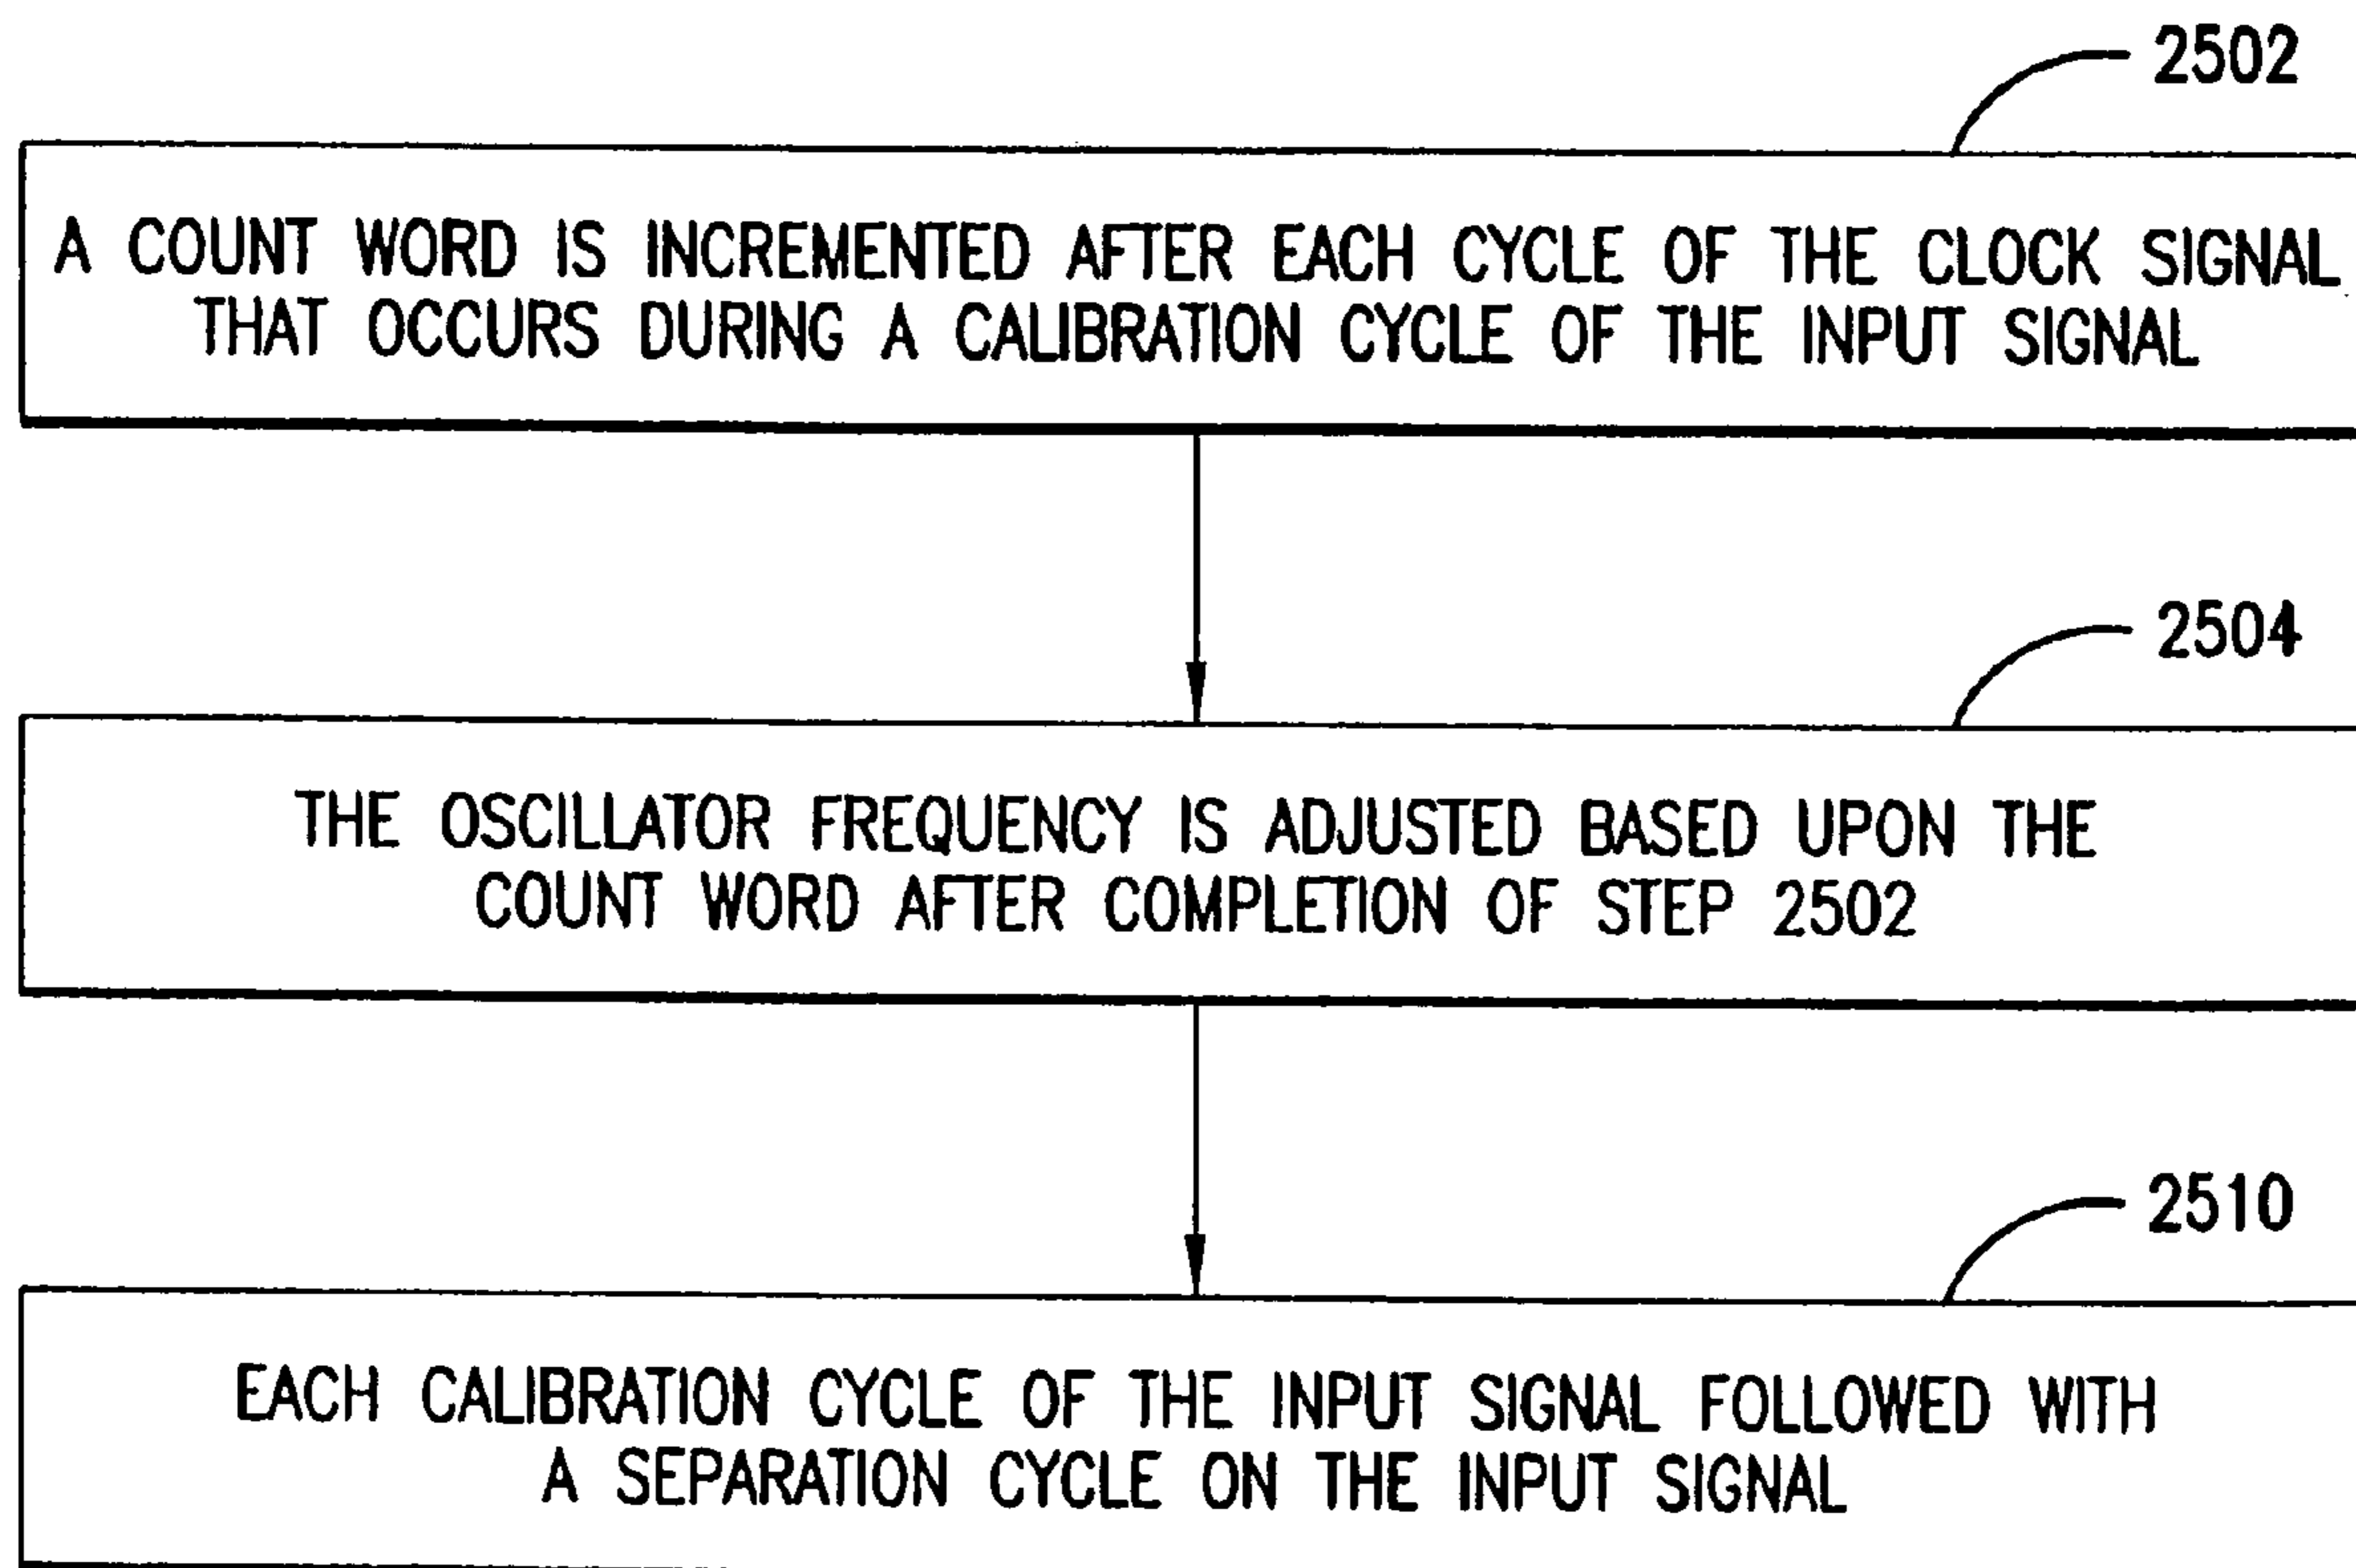 2502
A COUNT WORD IS INCREMENTED AFTER EACH CYCLE OF THE CLOCK SIGNAL
THAT OCCURS DURING A CALIBRATION CYCLE OF THE INPUT SIGNAL
2504
THE OSCILLATOR FREQUENCY IS ADJUSTED BASED UPON THE
COUNT WORD AFTER COMPLETION OF STEP 2502
2510
EACH CALIBRATION CYCLE OF THE INPUT SIGNAL FOLLOWED WITH
A SEPARATION CYCLE ON THE INPUT SIGNAL